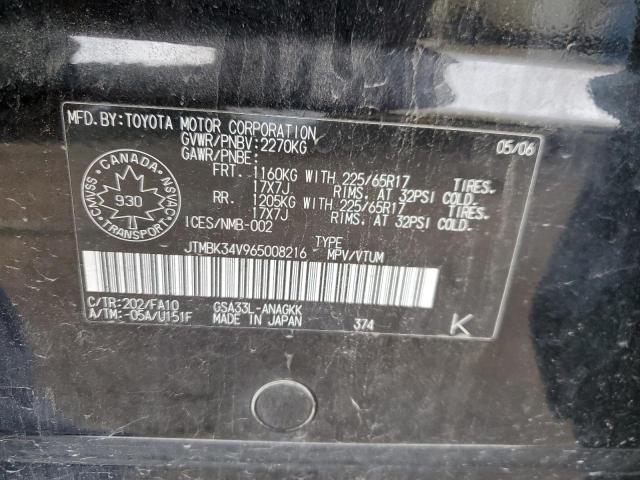 MFD.BY:TOYOTA MOTOR CORPORATION 05/06
GVWR/PNBV:2270KG
GAWR/PNBE:
FRT. 1160KG WITH 225/65R17 TIRES.
17X7J RIMS. AT 32PSI COLD.
RR. 1205KG WITH 225/65R17 TIRES.
17X7J RIMS. AT 32PSI COLD.
ICES/NMB-002
CANADA
CMVSS 930 NSVAC
TRANSPORT
TYPE
JTMBK34V965008216 MPV/VTUM
C/TR:202/FA10 GSA33L-ANAGKK
A/TM:-05A/U151F MADE IN JAPAN 374 K